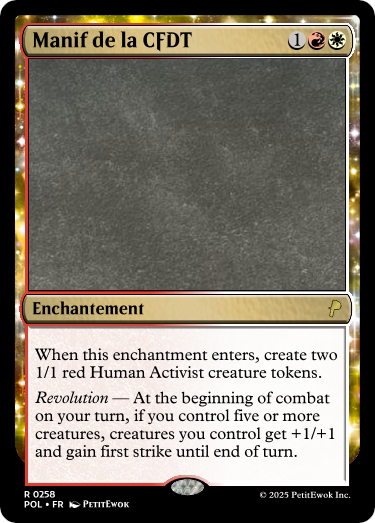 Manif de la CFDT 1
Enchantement
When this enchantment enters, create two
1/1 red Human Activist creature tokens.
Revolution — At the beginning of combat
on your turn, if you control five or more
creatures, creatures you control get +1/+1
and gain first strike until end of turn.
R 0258
POL • FR PetitEwok
© 2025 PetitEwok Inc.